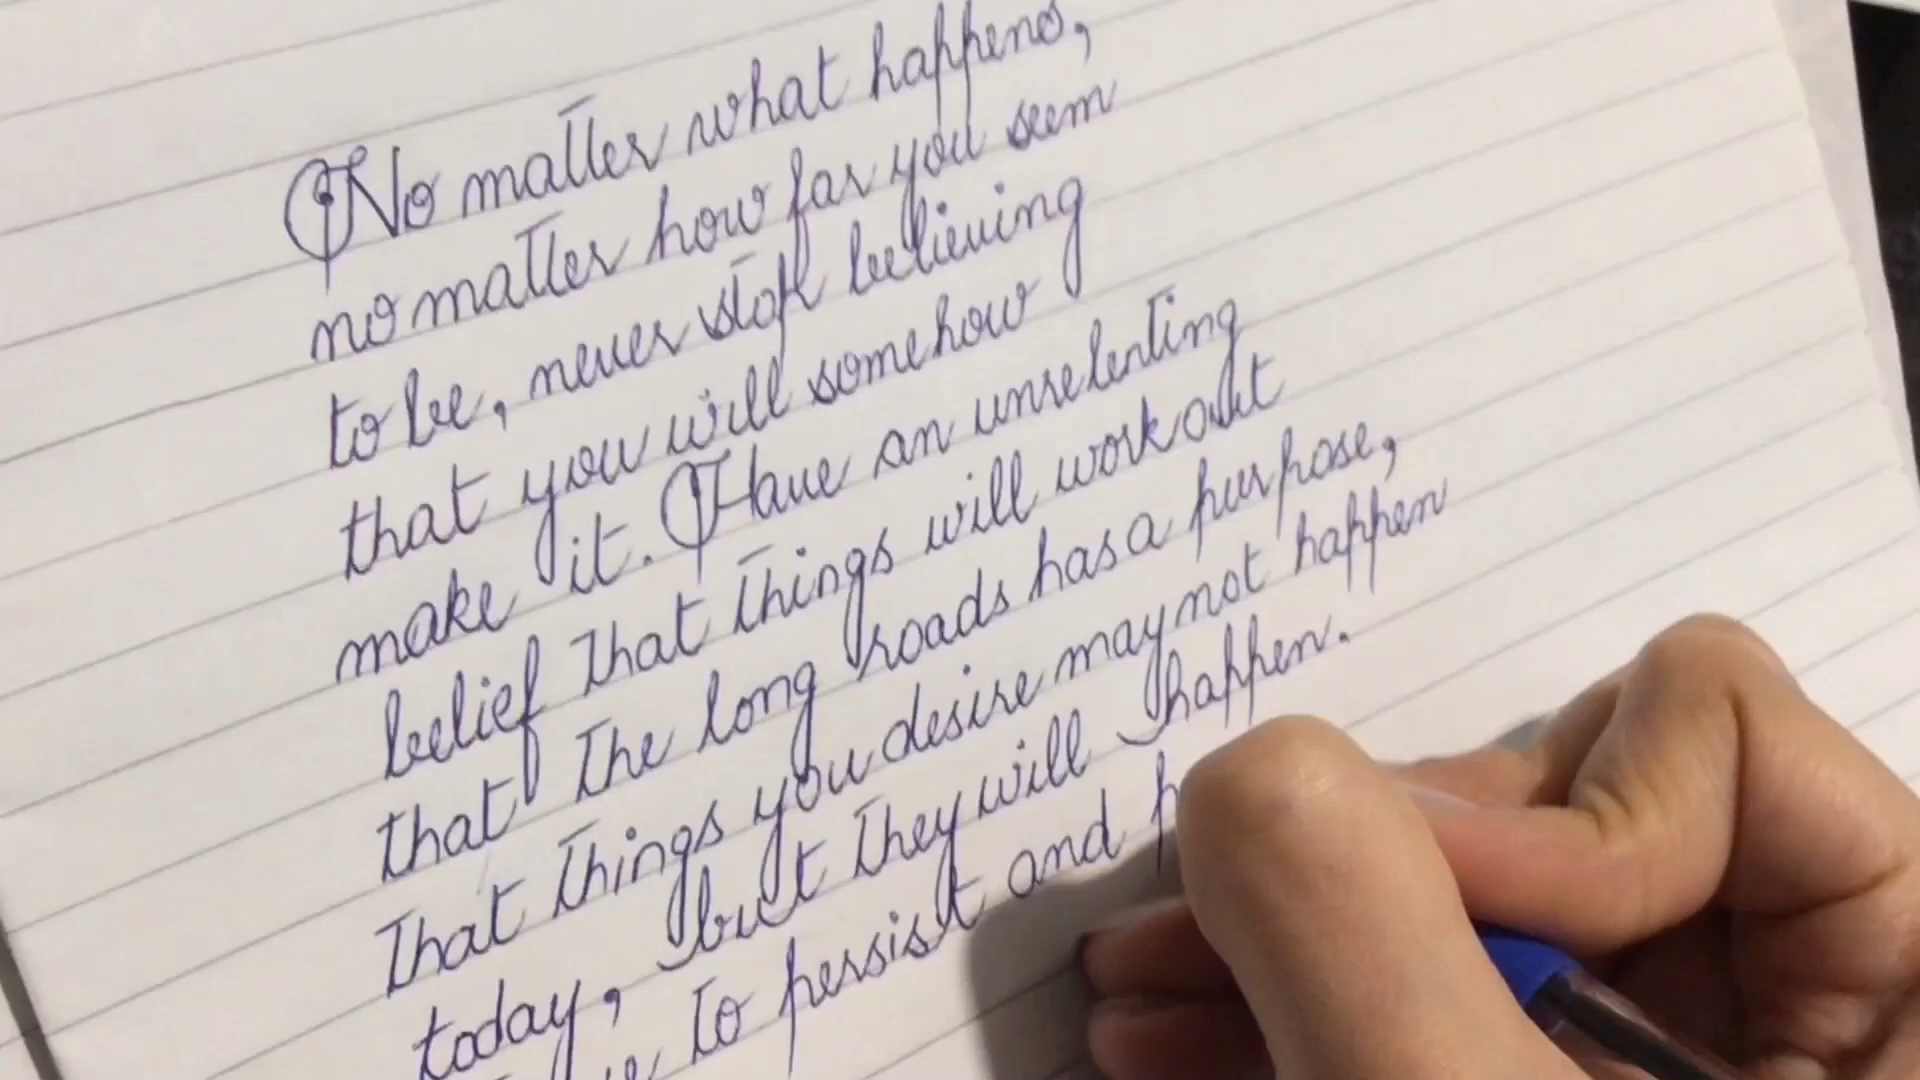 No matter what happens,
no matter how far you seem
to be, never stop believing
that you will somehow
make it. Have an unrelenting
belief that things will work out
that the long roads has a purpose,
that things you desire may not happen
today, but they will happen.
to persist and